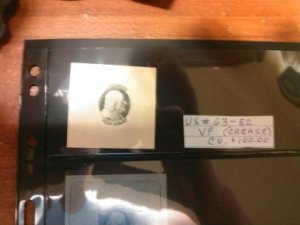 US# 63-E2
VF (CREASE)
CV. $100.00